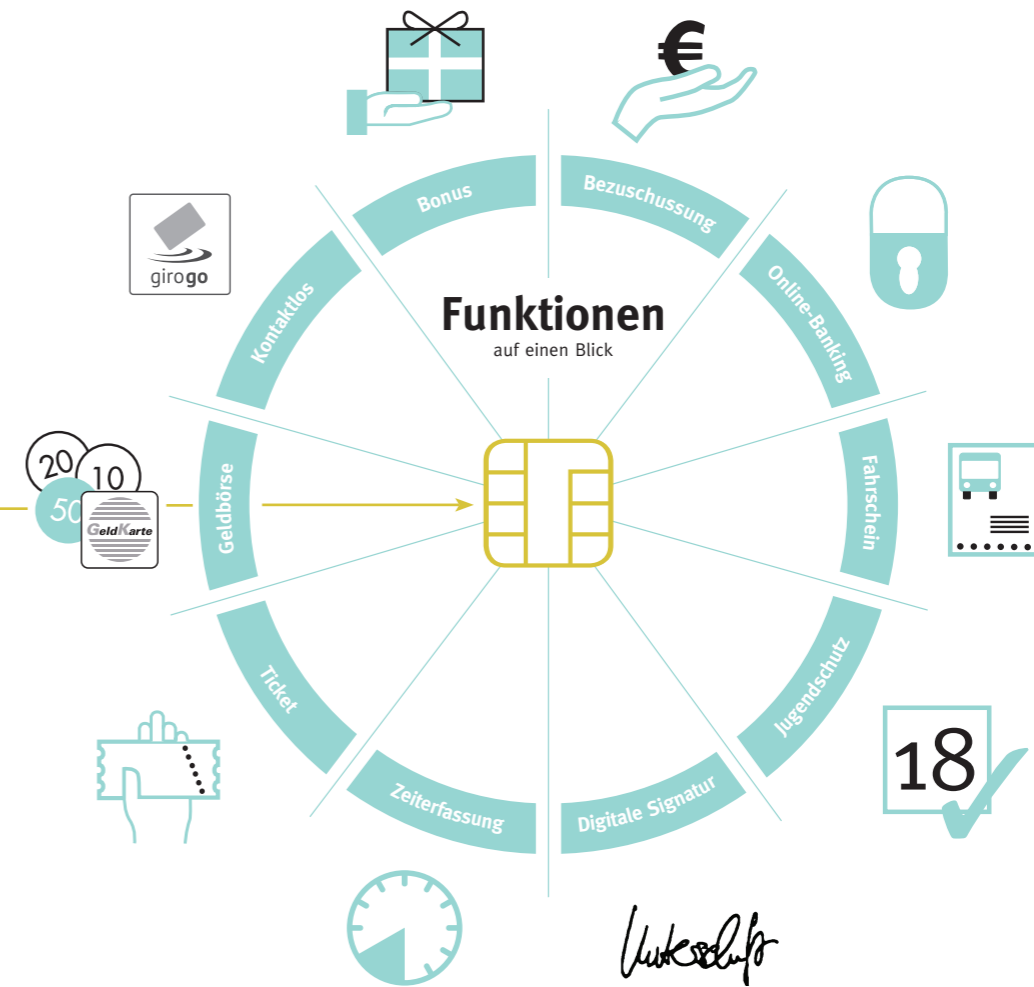 Funktionen
auf einen Blick
Bonus
Bezuschussung
€
Kontaktlos
girogo
Online-Banking
Geldbörse
20
10
50
GeldKarte
Fahrschein
Ticket
Jugendschutz
18
Zeiterfassung
Digitale Signatur
Unterschrift